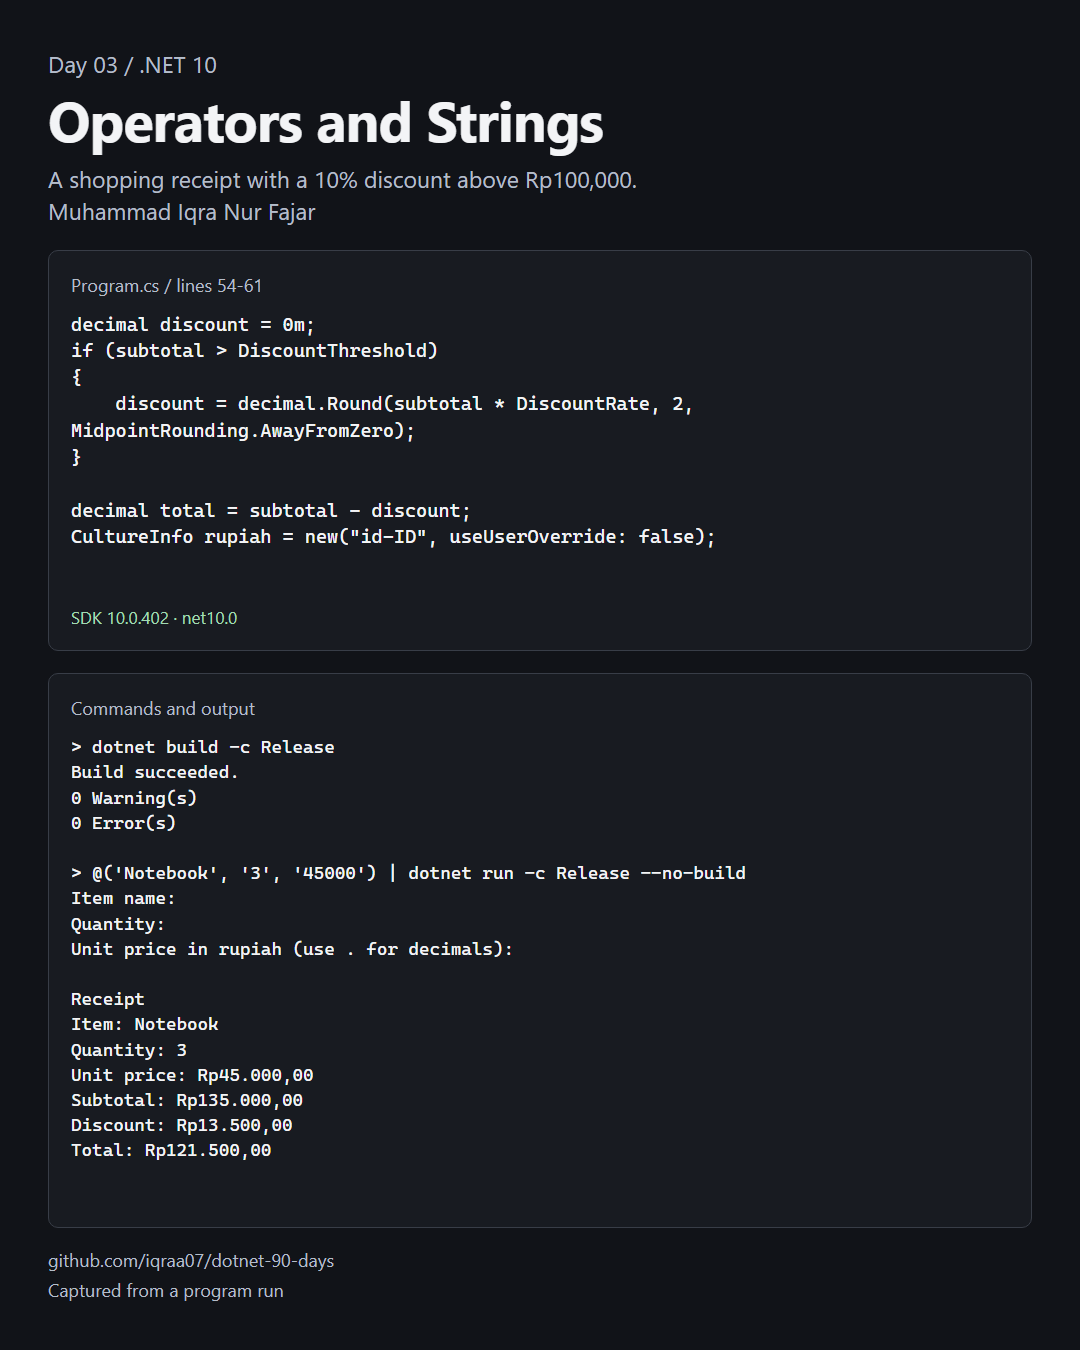 Day 03 / .NET 10
Operators and Strings
A shopping receipt with a 10% discount above Rp100,000.
Muhammad Iqra Nur Fajar
Program.cs / lines 54-61
decimal discount = 0m;
if (subtotal > DiscountThreshold)
{
    discount = decimal.Round(subtotal * DiscountRate, 2,
MidpointRounding.AwayFromZero);
}
decimal total = subtotal - discount;
CultureInfo rupiah = new("id-ID", useUserOverride: false);
SDK 10.0.402 · net10.0
Commands and output
> dotnet build -c Release
Build succeeded.
0 Warning(s)
0 Error(s)
> @('Notebook', '3', '45000') | dotnet run -c Release --no-build
Item name:
Quantity:
Unit price in rupiah (use . for decimals):
Receipt
Item: Notebook
Quantity: 3
Unit price: Rp45.000,00
Subtotal: Rp135.000,00
Discount: Rp13.500,00
Total: Rp121.500,00
github.com/iqraa07/dotnet-90-days
Captured from a program run